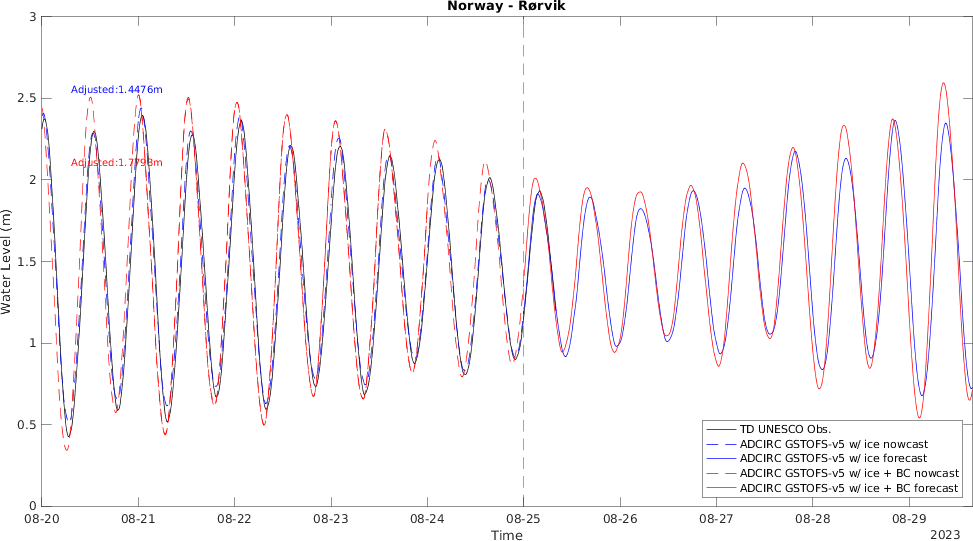 Norway - Rørvik
3
2.5
2
1.5
1
0.5
0
Water Level (m)
Adjusted:1.4476m
Adjusted:1.7798m
TD UNESCO Obs.
ADCIRC GSTOFS-v5 w/ ice nowcast
ADCIRC GSTOFS-v5 w/ ice forecast
ADCIRC GSTOFS-v5 w/ ice + BC nowcast
ADCIRC GSTOFS-v5 w/ ice + BC forecast
08-20 08-21 08-22 08-23 08-24 08-25 08-26 08-27 08-28 08-29
Time
2023